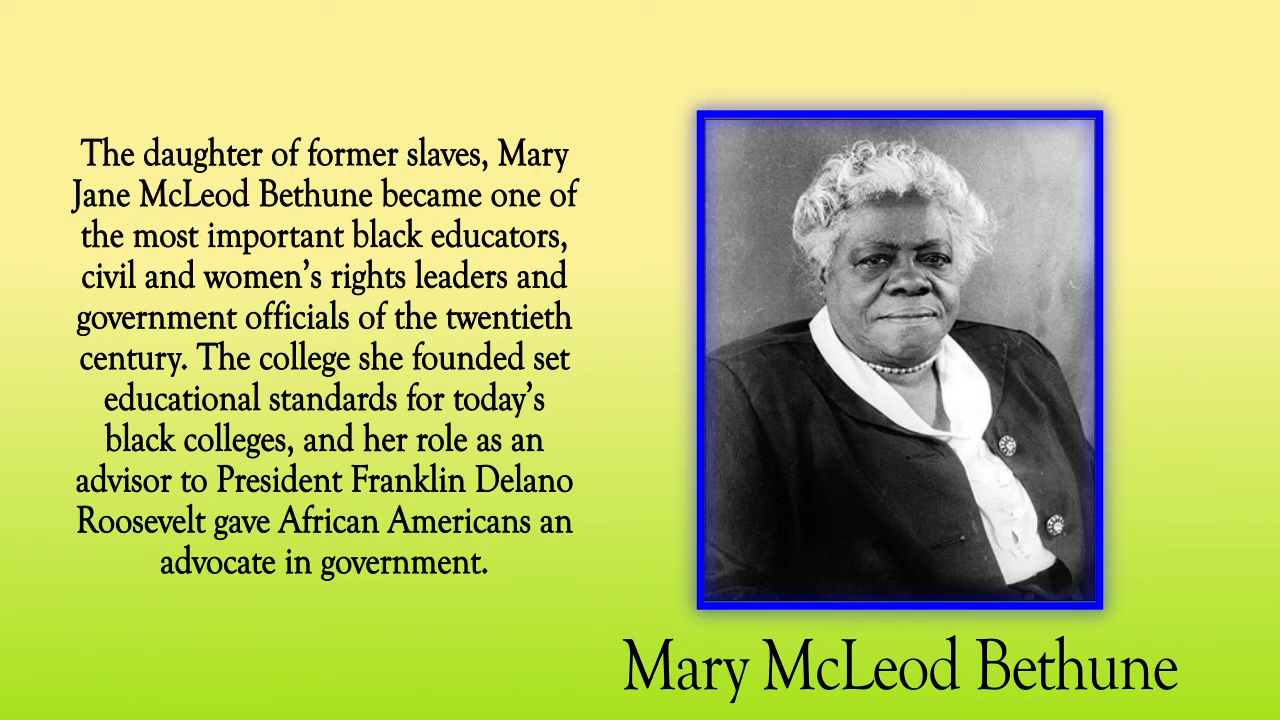 The daughter of former slaves, Mary
Jane McLeod Bethune became one of
the most important black educators,
civil and women’s rights leaders and
government officials of the twentieth
century. The college she founded set
educational standards for today’s
black colleges, and her role as an
advisor to President Franklin Delano
Roosevelt gave African Americans an
advocate in government.
Mary McLeod Bethune